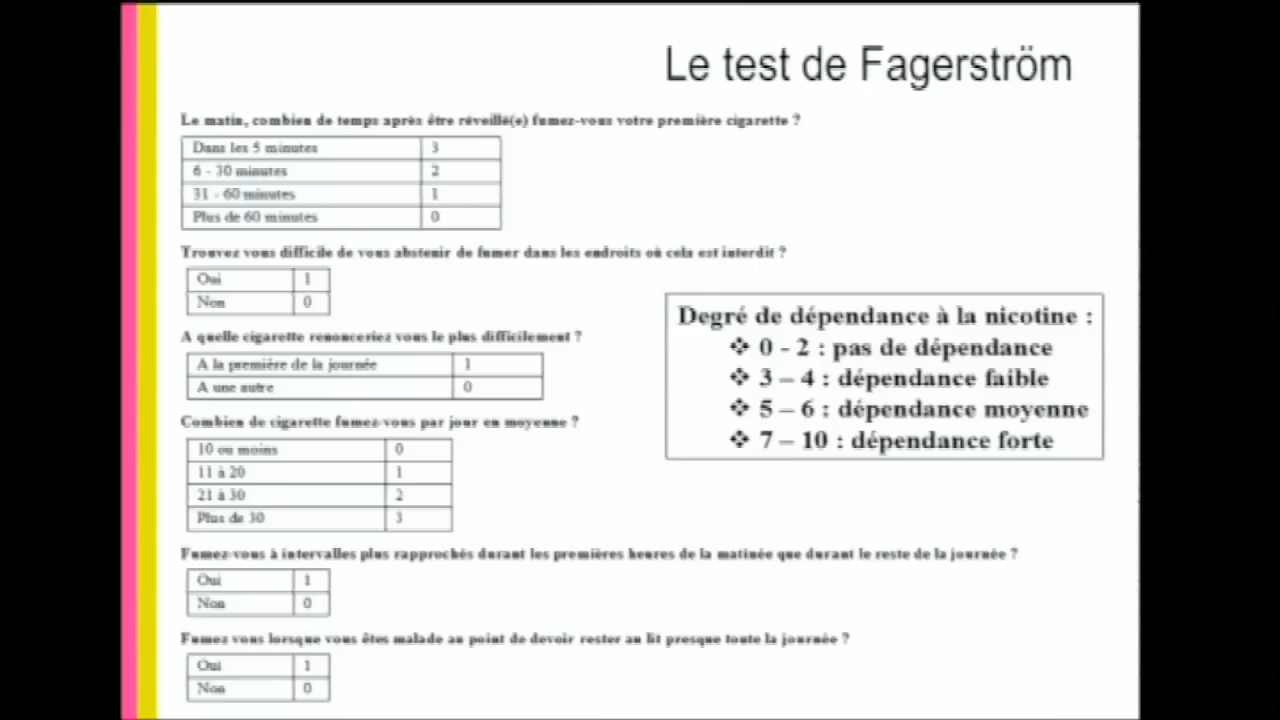 Le test de Fagerström
Le matin, combien de temps après être réveillé(e) fumez-vous votre première cigarette ?
Dans les 5 minutes 3
6 - 30 minutes 2
31 - 60 minutes 1
Plus de 60 minutes 0
Trouvez vous difficile de vous abstenir de fumer dans les endroits où cela est interdit ?
Oui 1
Non 0
A quelle cigarette renonceriez vous le plus difficilement ?
A la première de la journée 1
A une autre 0
Combien de cigarette fumez-vous par jour en moyenne ?
10 ou moins 0
11 à 20 1
21 à 30 2
Plus de 30 3
Fumez-vous à intervalles plus rapprochés durant les premières heures de la matinée que durant le reste de la journée ?
Oui 1
Non 0
Fumez vous lorsque vous êtes malade au point de devoir rester au lit presque toute la journée ?
Oui 1
Non 0
Degré de dépendance à la nicotine :
❖ 0 - 2 : pas de dépendance
❖ 3 – 4 : dépendance faible
❖ 5 – 6 : dépendance moyenne
❖ 7 – 10 : dépendance forte